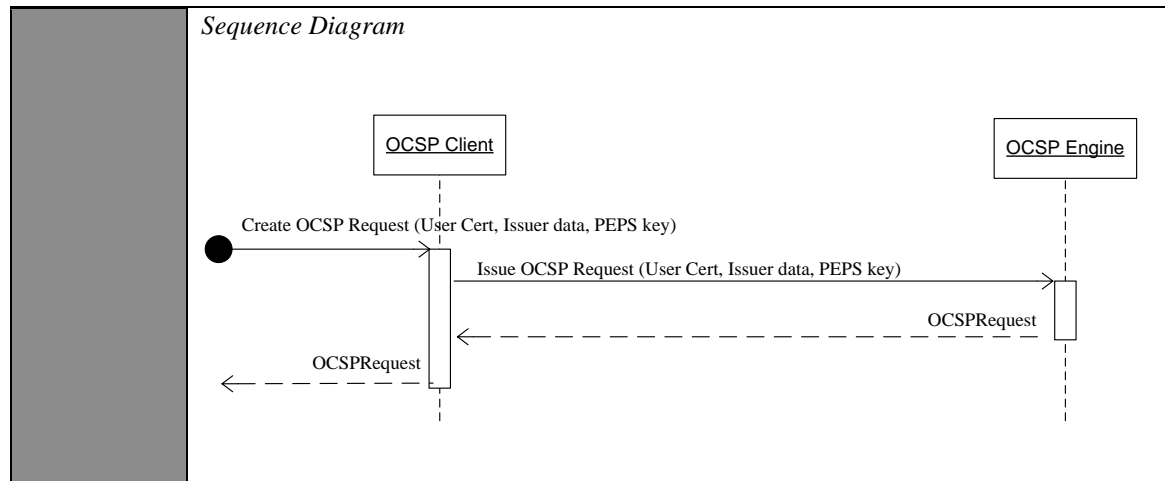 Sequence Diagram
OCSP Client
OCSP Engine
Create OCSP Request (User Cert, Issuer data, PEPS key)
Issue OCSP Request (User Cert, Issuer data, PEPS key)
OCSPRequest
OCSPRequest